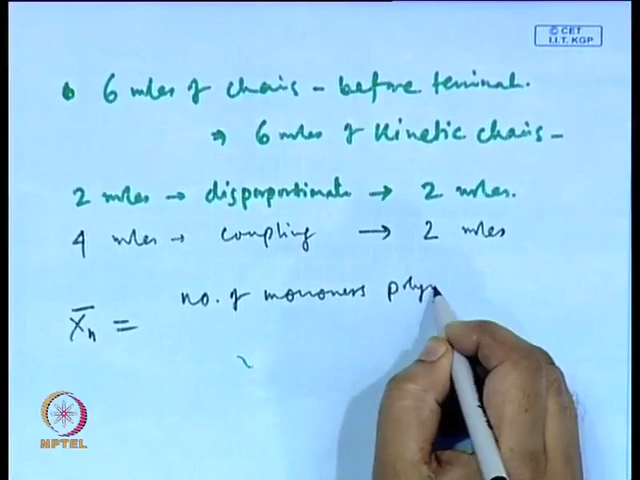 © CET
I.I.T. KGP
6 moles of chains - before terminat.
⇒ 6 moles of Kinetic chains -
2 moles → disproportionate → 2 moles.
4 moles → coupling → 2 moles
no. of monomers polym
X̄n =
NPTEL